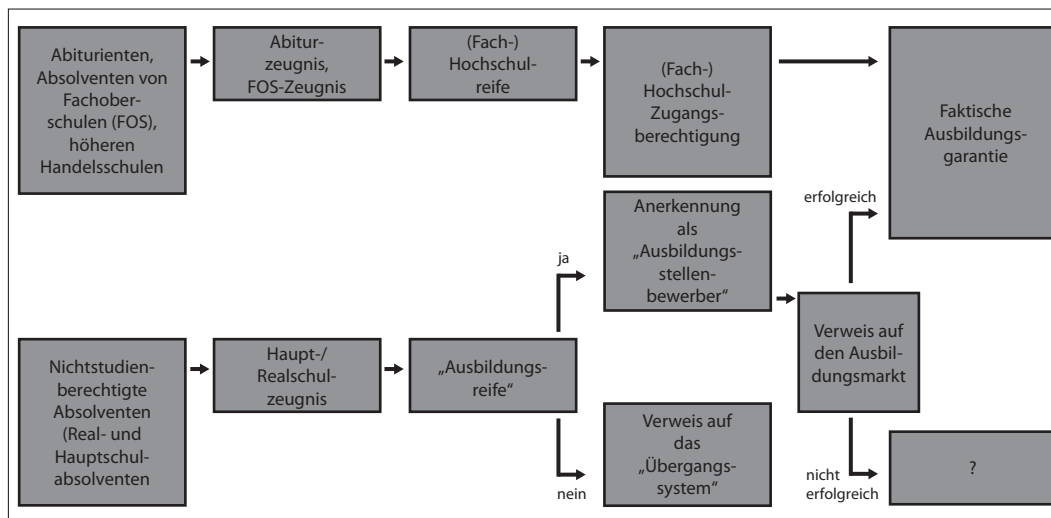 Abiturienten,
Absolventen von
Fachober-
schulen (FOS),
höheren
Handelsschulen
Abitur-
zeugnis,
FOS-Zeugnis
(Fach-)
Hochschul-
reife
(Fach-)
Hochschul-
Zugangs-
berechtigung
Faktische
Ausbildungs-
garantie
Nichtstudien-
berechtigte
Absolventen
(Real- und
Hauptschul-
absolventen
Haupt-/
Realschul-
zeugnis
„Ausbildungs-
reife“
ja
Anerkennung
als
„Ausbildungs-
stellen-
bewerber“
nein
Verweis auf
das
„Übergangs-
system“
Verweis auf
den Ausbil-
dungsmarkt
erfolgreich
nicht
erfolgreich
?